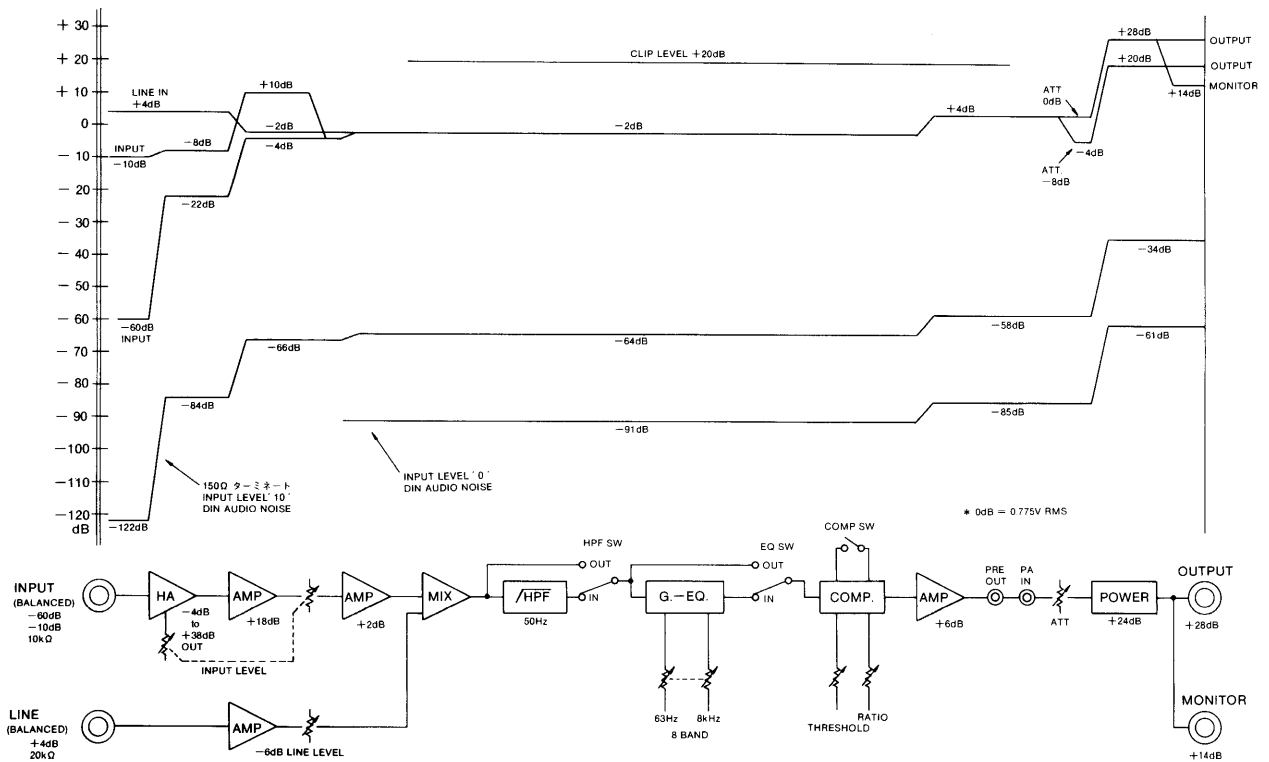 + 30
+ 20
+ 10
0
− 10
− 20
− 30
− 40
− 50
− 60
− 70
− 80
− 90
−100
−110
−120
dB
LINE IN
+4dB
+10dB
−2dB
−4dB
INPUT
−10dB
−8dB
−22dB
−60dB
INPUT
−66dB
−84dB
−122dB
150Ω ターミネート
INPUT LEVEL '10'
DIN AUDIO NOISE
CLIP LEVEL +20dB
−2dB
−64dB
−91dB
INPUT LEVEL '0'
DIN AUDIO NOISE
+4dB
ATT
0dB
−4dB
ATT.
−8dB
+28dB
OUTPUT
+20dB
OUTPUT
+14dB
MONITOR
−34dB
−58dB
−61dB
−85dB
* 0dB = 0.775V RMS
INPUT
(BALANCED)
−60dB
−10dB
10kΩ
HA
−4dB
to
+38dB
OUT
AMP
+18dB
INPUT LEVEL
AMP
+2dB
MIX
HPF
50Hz
HPF SW
OUT
IN
G.−EQ.
63Hz
8kHz
8 BAND
EQ SW
OUT
IN
COMP SW
COMP.
THRESHOLD
RATIO
AMP
+6dB
PRE
OUT
PA
IN
ATT
POWER
+24dB
OUTPUT
+28dB
LINE
(BALANCED)
+4dB
20kΩ
AMP
−6dB LINE LEVEL
MONITOR
+14dB